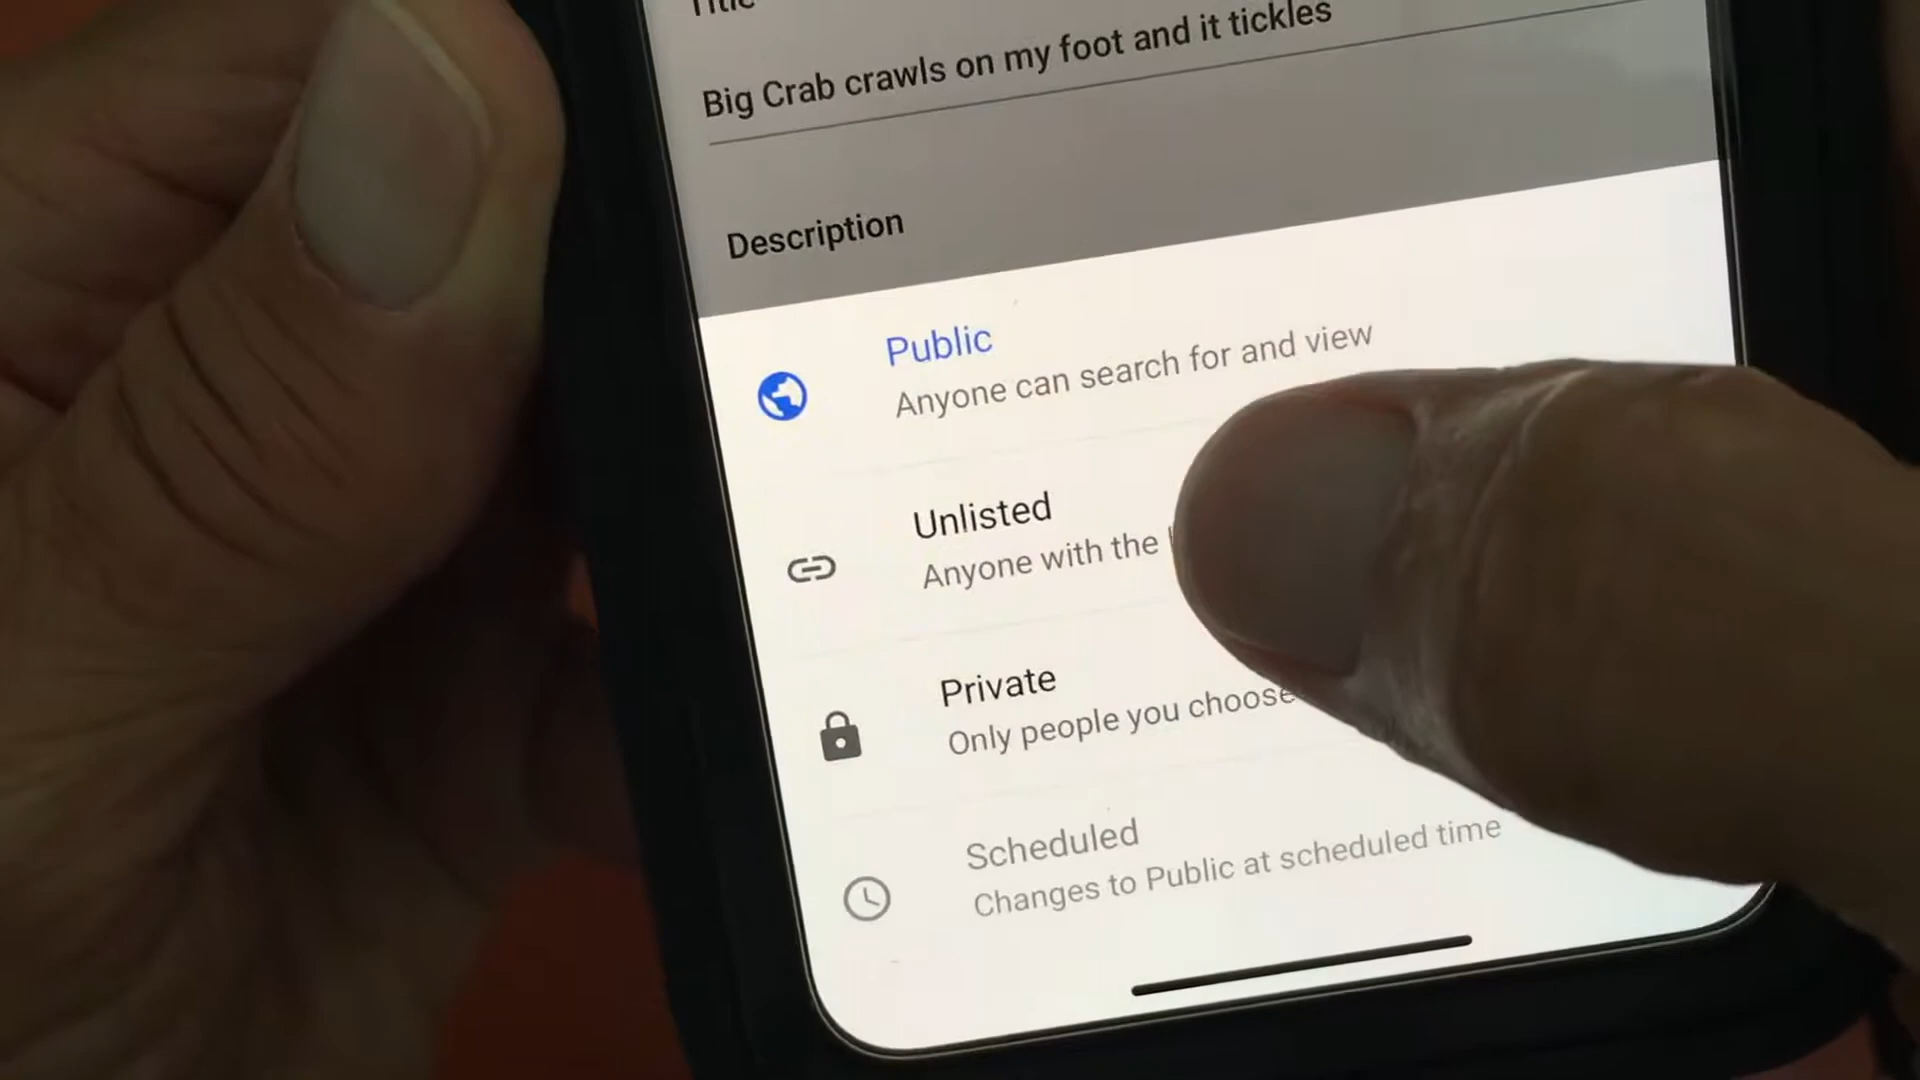 Title
Big Crab crawls on my foot and it tickles
Description
Public
Anyone can search for and view
Unlisted
Anyone with the
Private
Only people you choose
Scheduled
Changes to Public at scheduled time